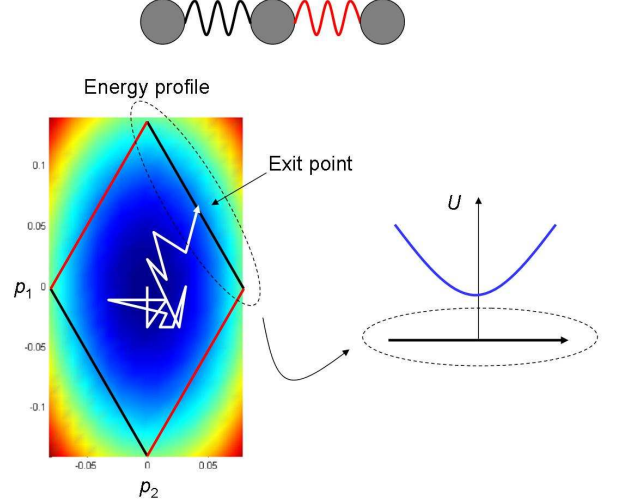 Energy profile
Exit point
U
0.1
0.05
p1
0
-0.05
-0.1
-0.05 0 0.05
p2